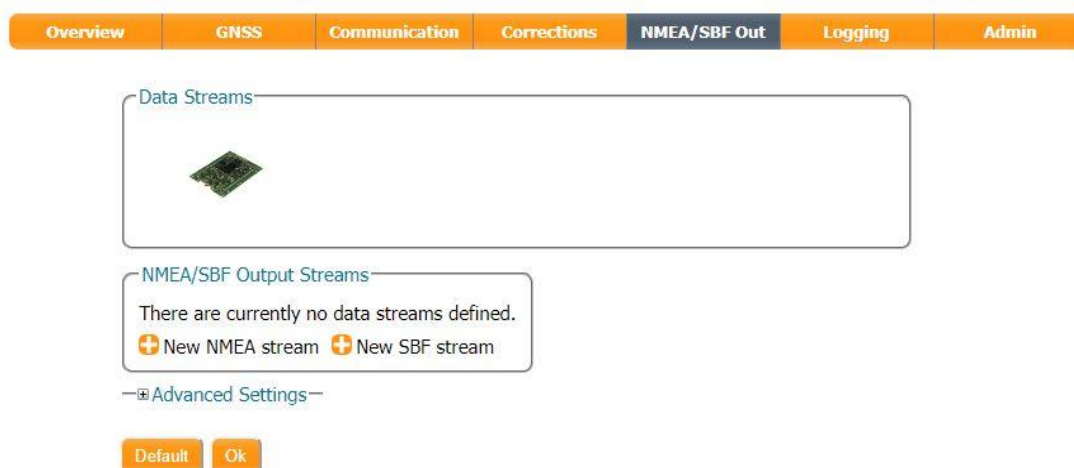 Overview GNSS Communication Corrections NMEA/SBF Out Logging Admin
Data Streams
NMEA/SBF Output Streams
There are currently no data streams defined.
New NMEA stream New SBF stream
Advanced Settings
Default Ok